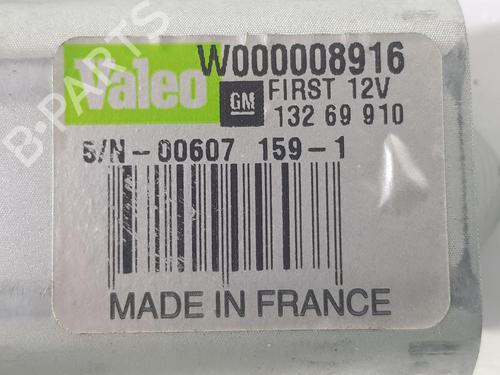 Valeo W000008916
GM FIRST 12V
132 69 910
S/N-00607 159-1
MADE IN FRANCE
B-PARTS